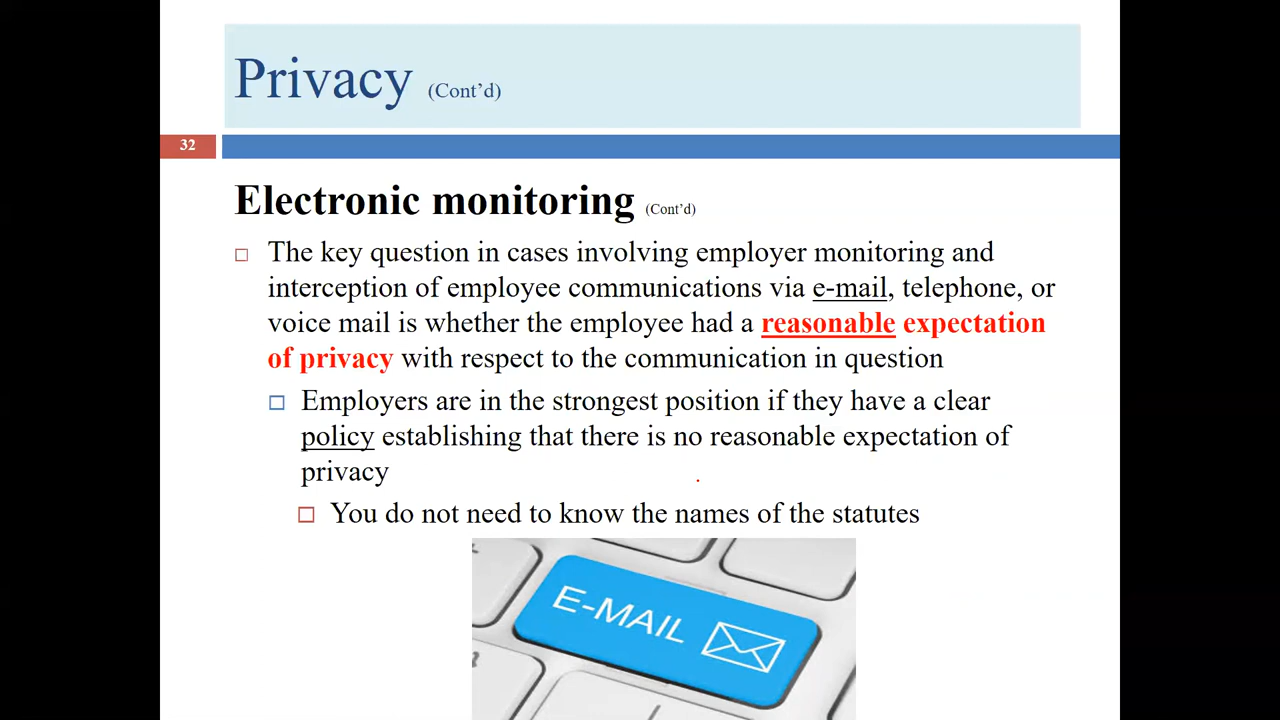 Privacy (Cont’d)
32
Electronic monitoring (Cont’d)
The key question in cases involving employer monitoring and
interception of employee communications via e-mail, telephone, or
voice mail is whether the employee had a reasonable expectation
of privacy with respect to the communication in question
Employers are in the strongest position if they have a clear
policy establishing that there is no reasonable expectation of
privacy
You do not need to know the names of the statutes
E-MAIL